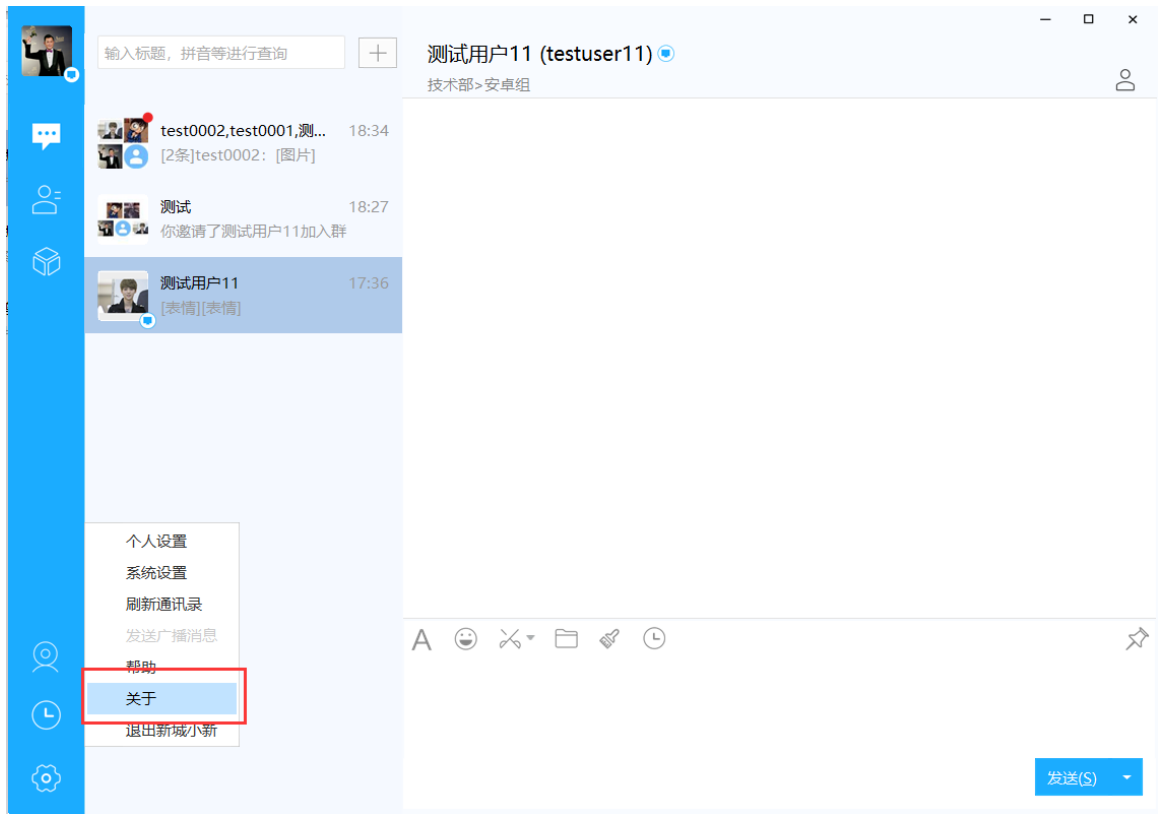 输入标题，拼音等进行查询
test0002,test0001,测... 18:34
[2条]test0002：[图片]
测试 18:27
你邀请了测试用户11加入群
测试用户11 17:36
[表情][表情]
个人设置
系统设置
刷新通讯录
发送广播消息
帮助
关于
退出新城小新
测试用户11 (testuser11)
技术部>安卓组
A
发送(S)